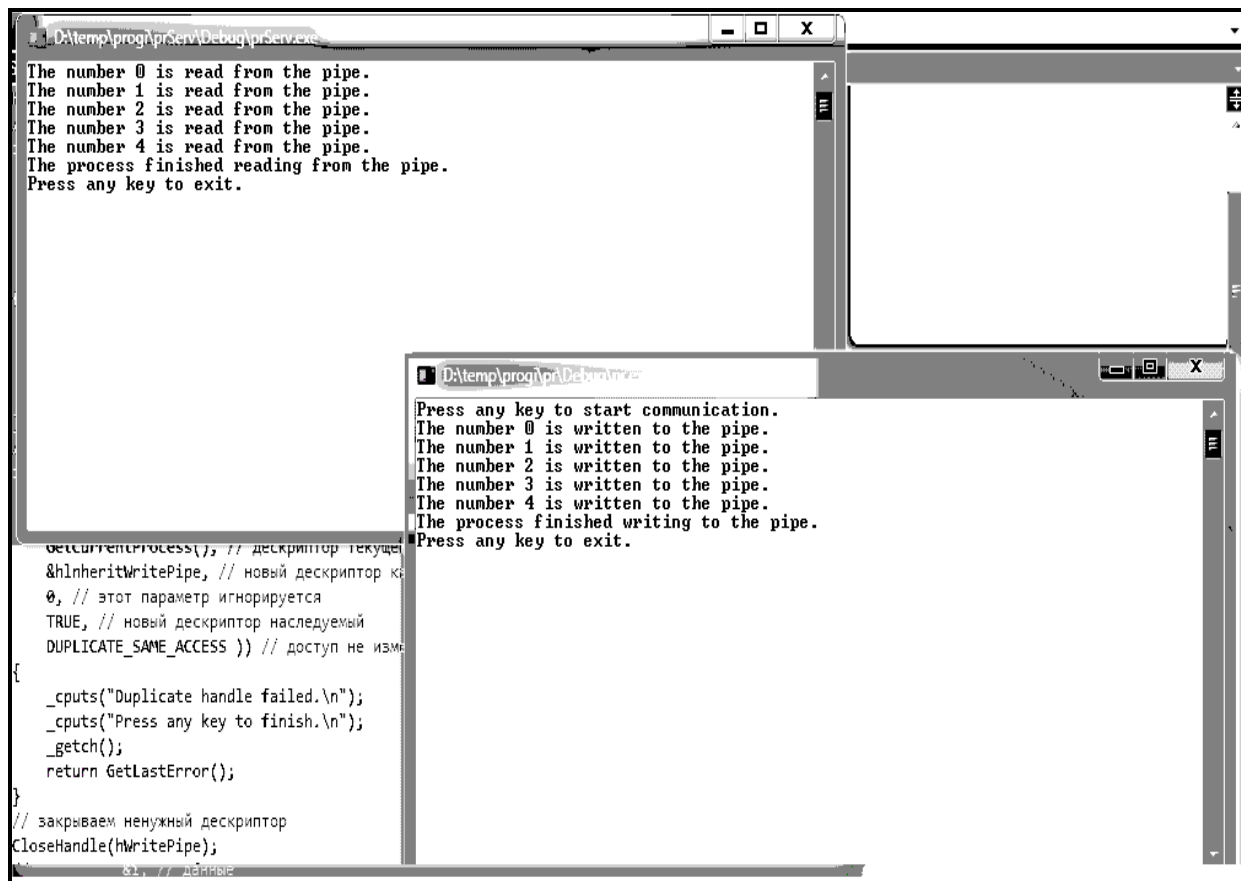 D:\temp\progi\prServ\Debug\prServ.exe
The number 0 is read from the pipe.
The number 1 is read from the pipe.
The number 2 is read from the pipe.
The number 3 is read from the pipe.
The number 4 is read from the pipe.
The process finished reading from the pipe.
Press any key to exit.
D:\temp\progi\pr\Debug\
Press any key to start communication.
The number 0 is written to the pipe.
The number 1 is written to the pipe.
The number 2 is written to the pipe.
The number 3 is written to the pipe.
The number 4 is written to the pipe.
The process finished writing to the pipe.
Press any key to exit.
GetCurrentProcess(), // дескриптор текуще
&hInheritWritePipe, // новый дескриптор к
0, // этот параметр игнорируется
TRUE, // новый дескриптор наследуемый
DUPLICATE_SAME_ACCESS )) // доступ не изм
{
_cputs("Duplicate handle failed.\n");
_cputs("Press any key to finish.\n");
_getch();
return GetLastError();
}
// закрываем ненужный дескриптор
CloseHandle(hWritePipe);
// данные